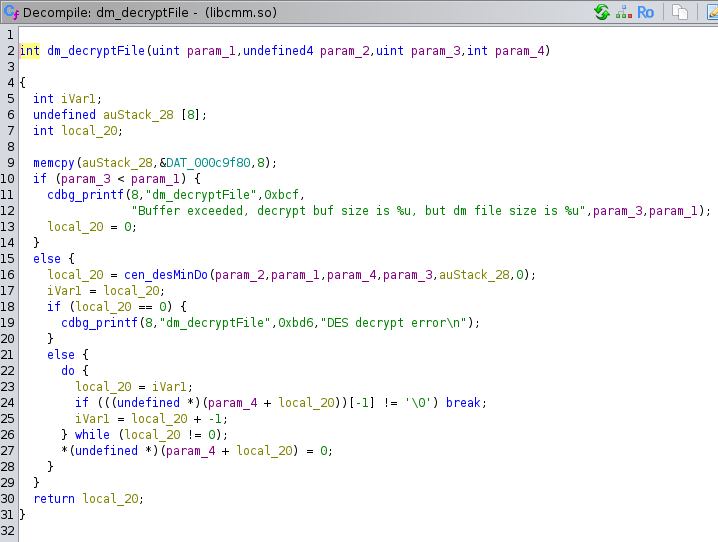 Decompile: dm_decryptFile - (libcmm.so)
Ro
1
2 int dm_decryptFile(uint param_1,undefined4 param_2,uint param_3,int param_4)
3
4 {
5 int iVar1;
6 undefined auStack_28 [8];
7 int local_20;
8
9 memcpy(auStack_28,&DAT_000c9f80,8);
10 if (param_3 < param_1) {
11 cdbg_printf(8,"dm_decryptFile",0xbcf,
12 "Buffer exceeded, decrypt buf size is %u, but dm file size is %u",param_3,param_1);
13 local_20 = 0;
14 }
15 else {
16 local_20 = cen_desMinDo(param_2,param_1,param_4,param_3,auStack_28,0);
17 iVar1 = local_20;
18 if (local_20 == 0) {
19 cdbg_printf(8,"dm_decryptFile",0xbd6,"DES decrypt error\n");
20 }
21 else {
22 do {
23 local_20 = iVar1;
24 if (((undefined *)(param_4 + local_20))[-1] != '\0') break;
25 iVar1 = local_20 + -1;
26 } while (local_20 != 0);
27 *(undefined *)(param_4 + local_20) = 0;
28 }
29 }
30 return local_20;
31 }
32